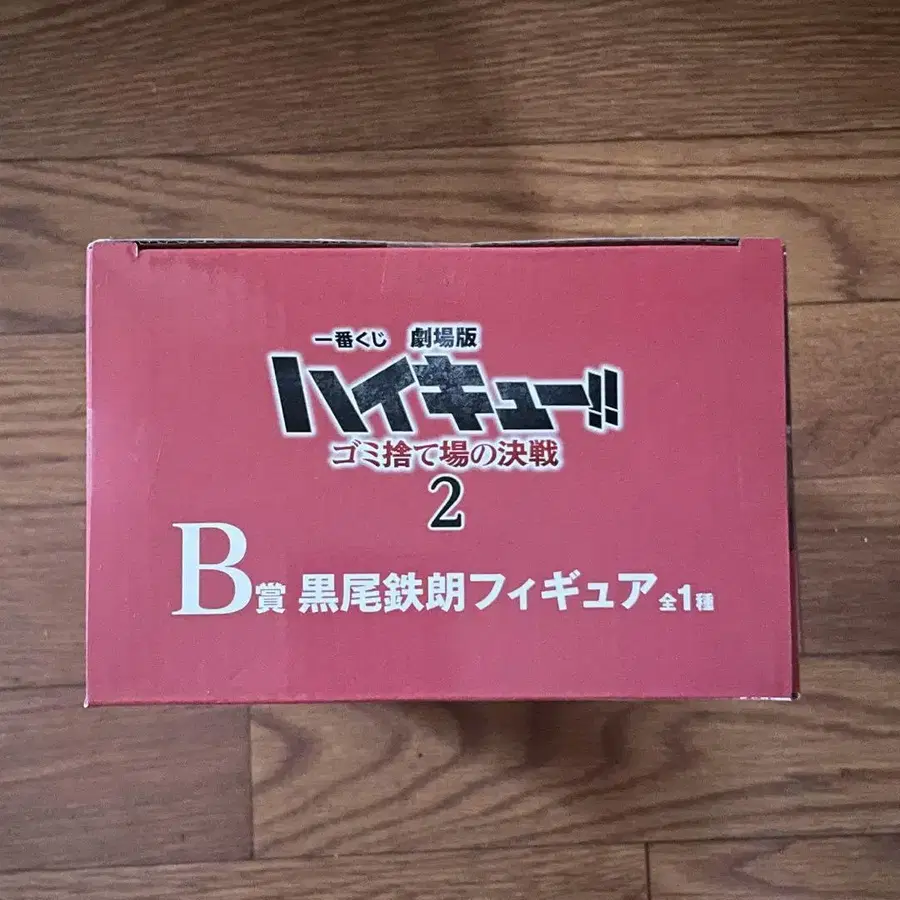 一番くじ 劇場版
ハイキュー!!
ゴミ捨て場の決戦
2
B賞 黒尾鉄朗フィギュア 全1種